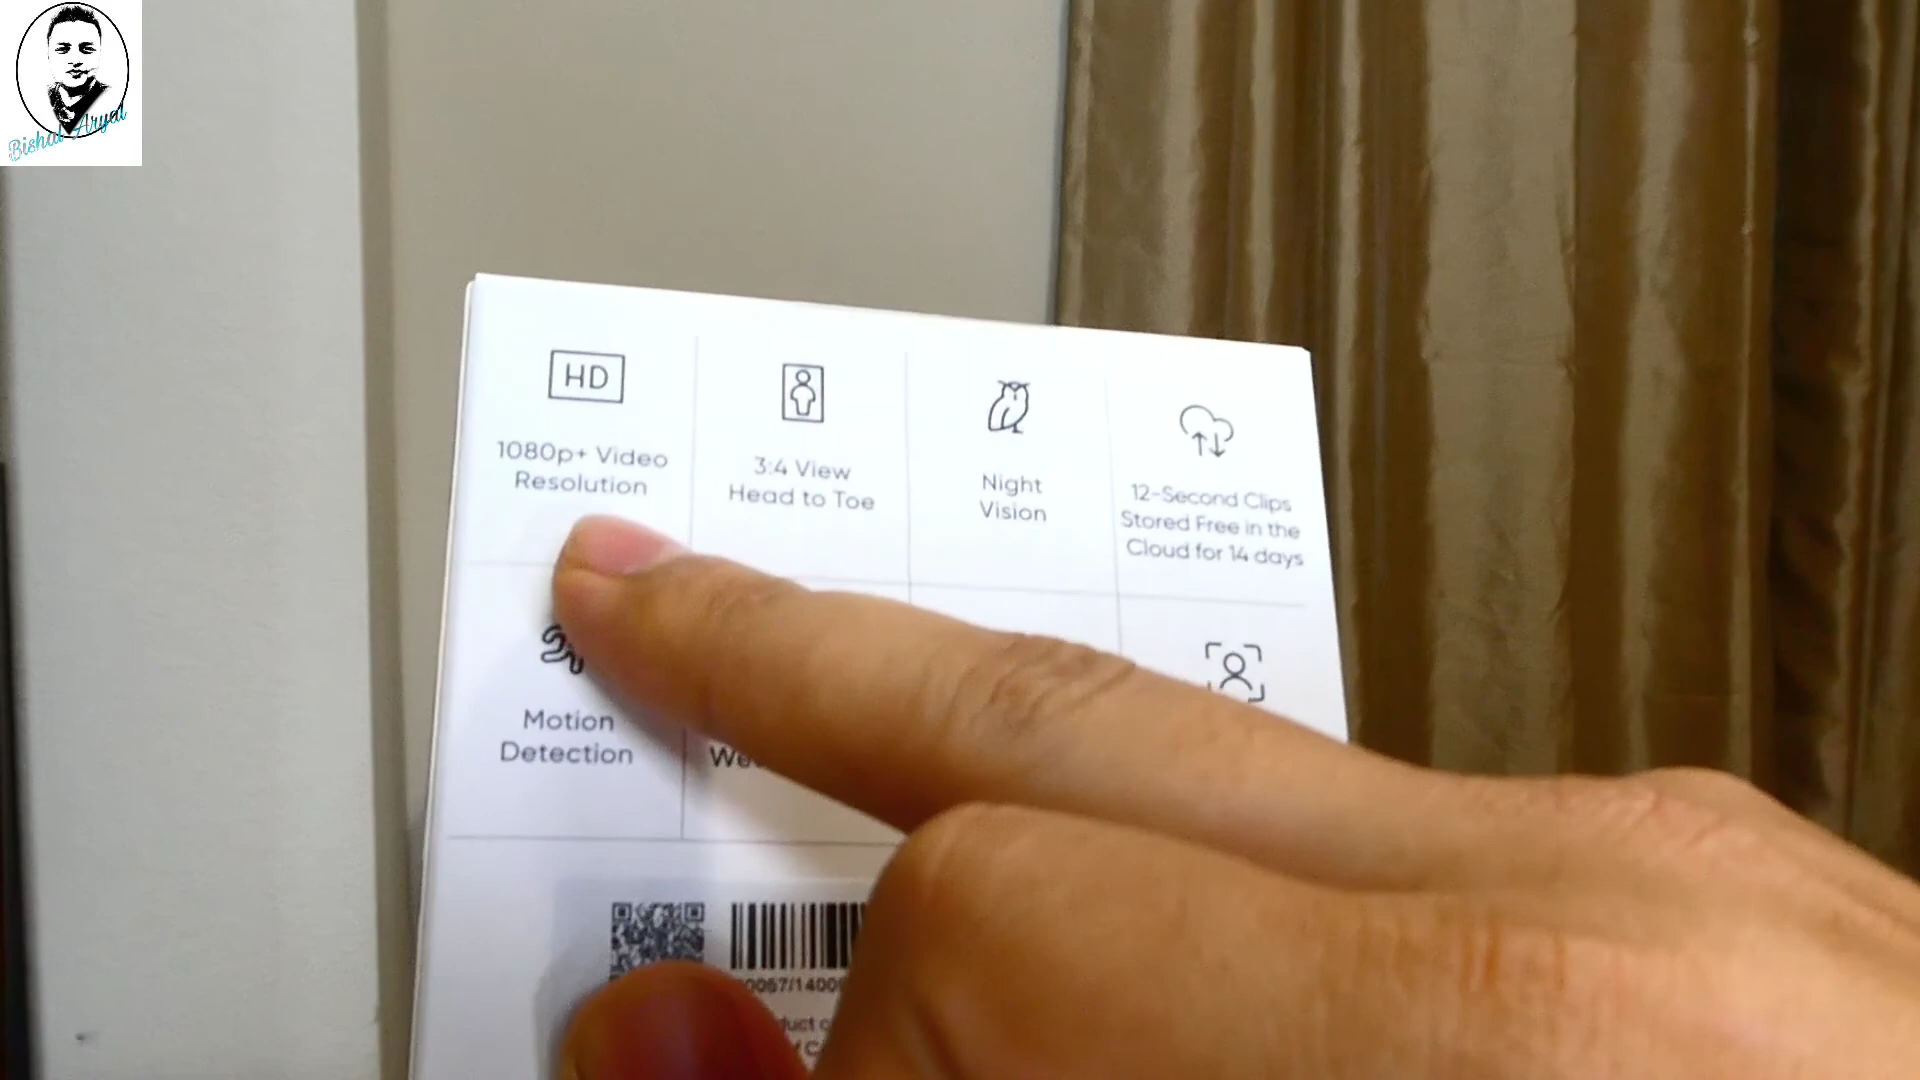 Bishal Aryal
HD
1080p+ Video
Resolution
3:4 View
Head to Toe
Night
Vision
12-Second Clips
Stored Free in the
Cloud for 14 days
Motion
Detection